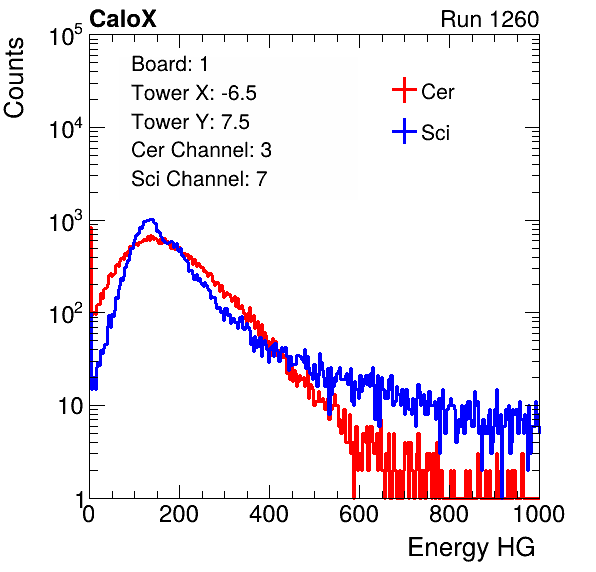 CaloX Run 1260
Counts
Board: 1
Tower X: -6.5
Tower Y: 7.5
Cer Channel: 3
Sci Channel: 7
Cer
Sci
10^5
10^4
10^3
10^2
10
1
0 200 400 600 800 1000
Energy HG